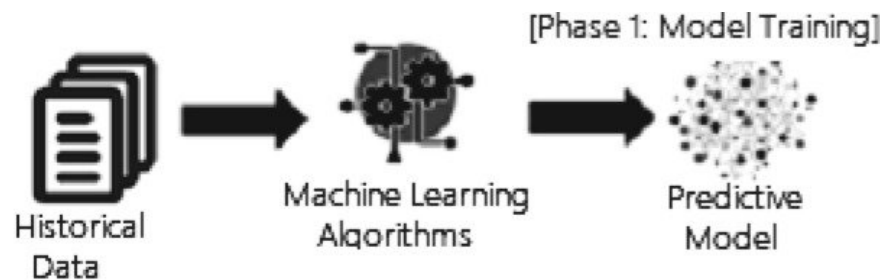 [Phase 1: Model Training]
Historical
Data
Machine Learning
Algorithms
Predictive
Model